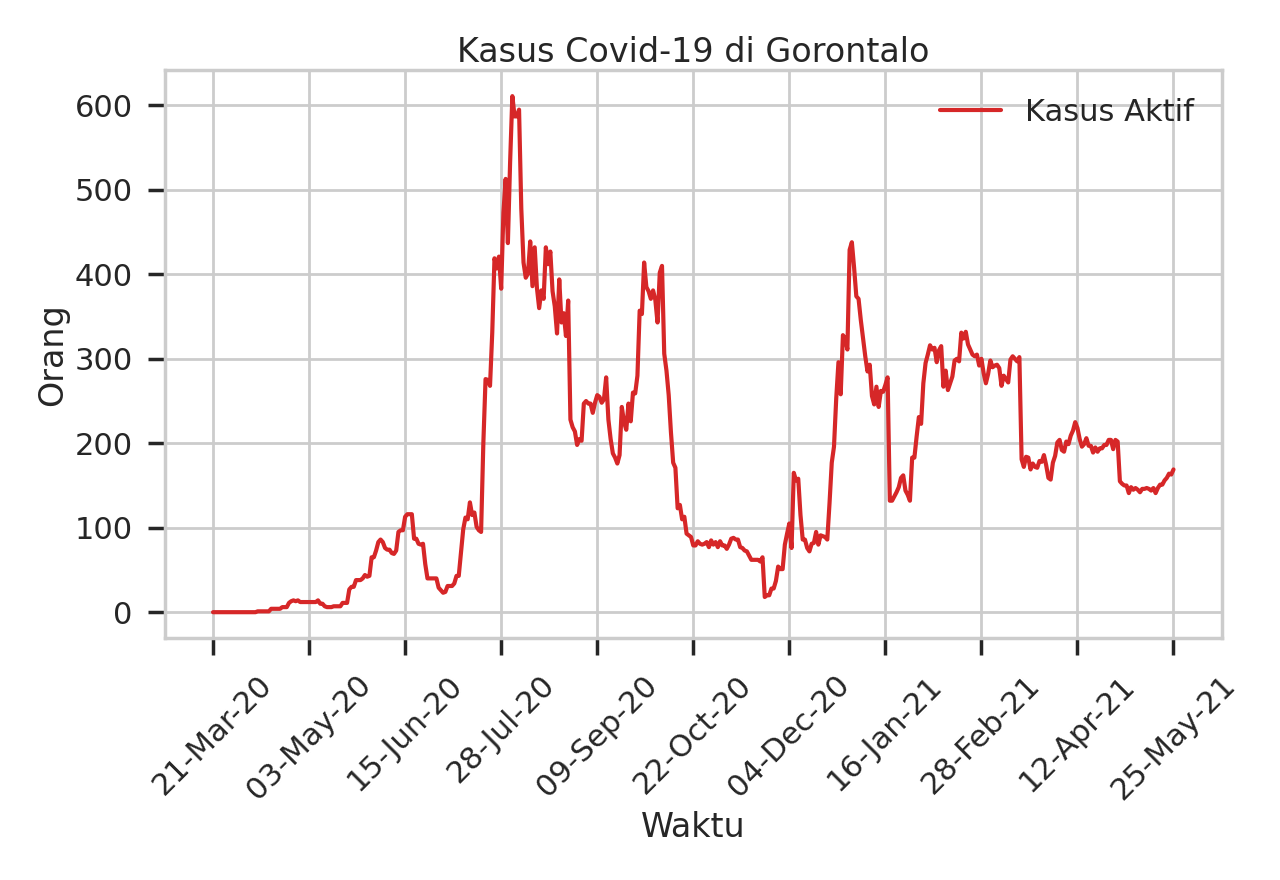 Kasus Covid-19 di Gorontalo
Kasus Aktif
600
500
400
300
200
100
0
Orang
21-Mar-20
03-May-20
15-Jun-20
28-Jul-20
09-Sep-20
22-Oct-20
04-Dec-20
16-Jan-21
28-Feb-21
12-Apr-21
25-May-21
Waktu